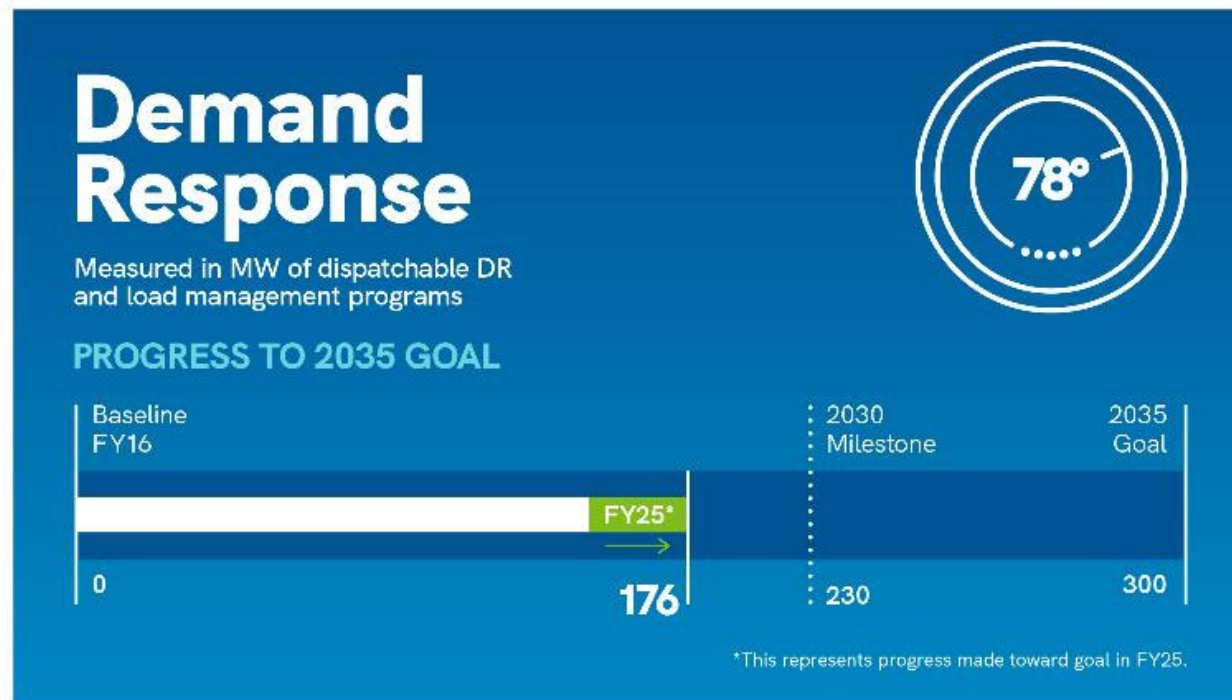 Demand
Response
78°
Measured in MW of dispatchable DR
and load management programs
PROGRESS TO 2035 GOAL
Baseline
FY16
2030
Milestone
2035
Goal
FY25*
0
176
230
300
*This represents progress made toward goal in FY25.